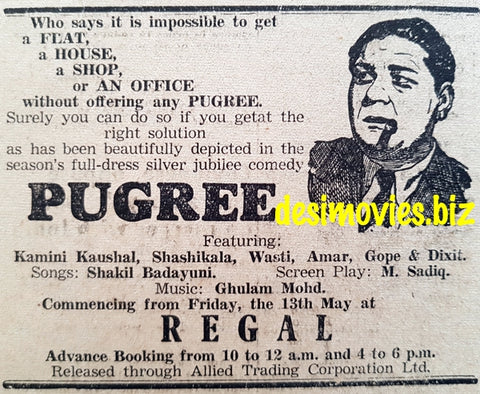 Who says it is impossible to get
a FEAT,
a HOUSE,
a SHOP,
or AN OFFICE
without offering any PUGREE.
Surely you can do so if you getat the
right solution
as has been beautifully depicted in the
season's full-dress silver jubilee comedy
PUGREE
desimovies.biz
Featuring:
Kamini Kaushal, Shashikala, Wasti, Amar, Gope & Dixit.
Songs: Shakil Badayuni. Screen Play: M. Sadiq.
Music: Ghulam Mohd.
Commencing from Friday, the 13th May at
REGAL
Advance Booking from 10 to 12 a.m. and 4 to 6 p.m.
Released through Allied Trading Corporation Ltd.